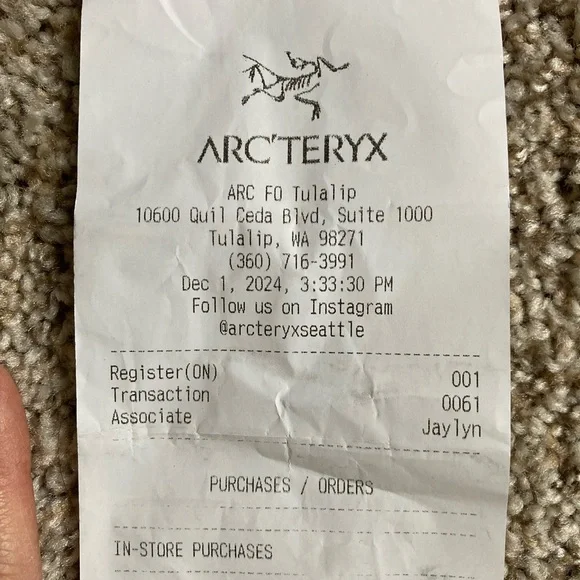 ARC'TERYX
ARC FO Tulalip
10600 Quil Ceda Blvd, Suite 1000
Tulalip, WA 98271
(360) 716-3991
Dec 1, 2024, 3:33:30 PM
Follow us on Instagram
@arcteryxseattle
Register(ON) 001
Transaction 0061
Associate Jaylyn
PURCHASES / ORDERS
IN-STORE PURCHASES